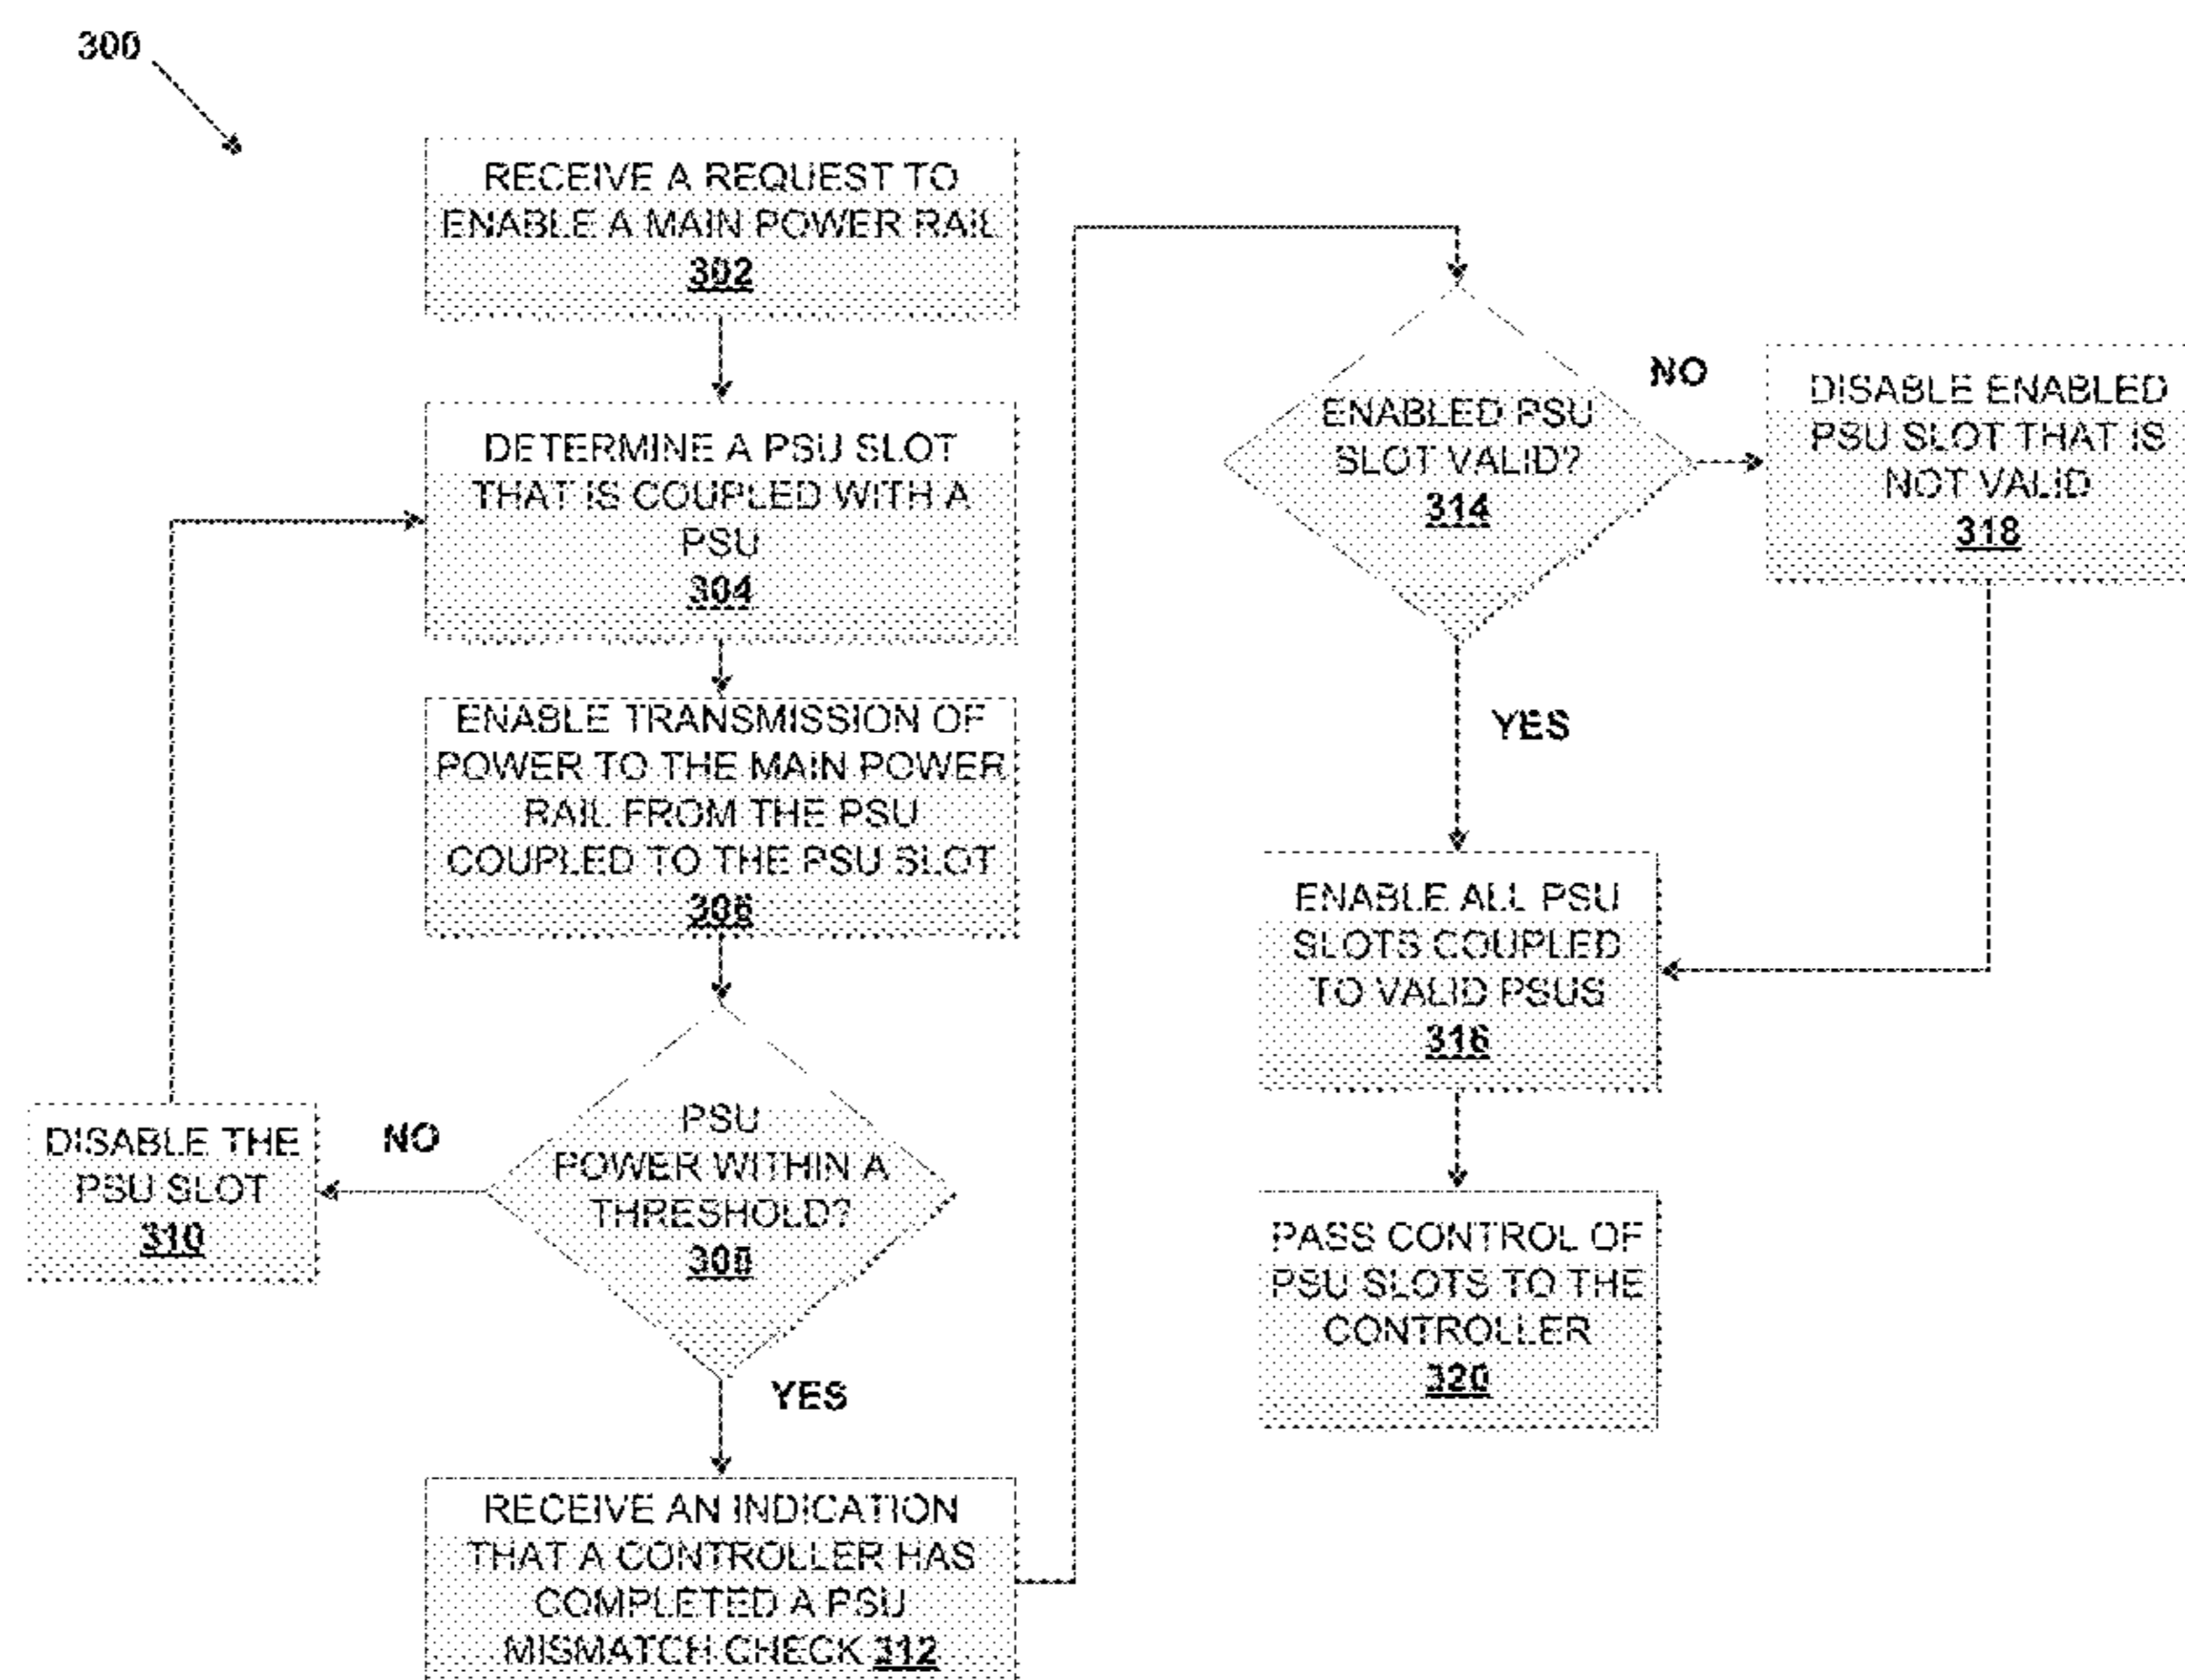 300
RECEIVE A REQUEST TO
ENABLE A MAIN POWER RAIL
302
DETERMINE A PSU SLOT
THAT IS COUPLED WITH A
PSU
304
ENABLE TRANSMISSION OF
POWER TO THE MAIN POWER
RAIL FROM THE PSU
COUPLED TO THE PSU SLOT
306
PSU
POWER WITHIN A
THRESHOLD?
308
NO
DISABLE THE
PSU SLOT
310
YES
RECEIVE AN INDICATION
THAT A CONTROLLER HAS
COMPLETED A PSU
MISMATCH CHECK 312
ENABLED PSU
SLOT VALID?
314
NO
DISABLE ENABLED
PSU SLOT THAT IS
NOT VALID
318
YES
ENABLE ALL PSU
SLOTS COUPLED
TO VALID PSUS
316
PASS CONTROL OF
PSU SLOTS TO THE
CONTROLLER
320